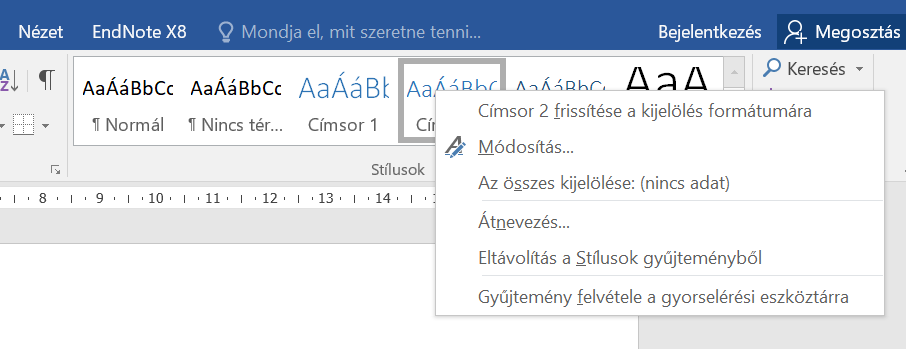 Nézet EndNote X8 Mondja el, mit szeretne tenni... Bejelentkezés Megosztás
A Z ¶ AaÁáBbCc AaÁáBbCc AaÁáBb AaÁáBbC AaÁáBbCc AaA Keresés
¶ Normál ¶ Nincs tér... Címsor 1
Stílusok
8 9 10 11 12 13 14
Címsor 2 frissítése a kijelölés formátumára
Módosítás...
Az összes kijelölése: (nincs adat)
Átnevezés...
Eltávolítás a Stílusok gyűjteményből
Gyűjtemény felvétele a gyorselérési eszköztárra